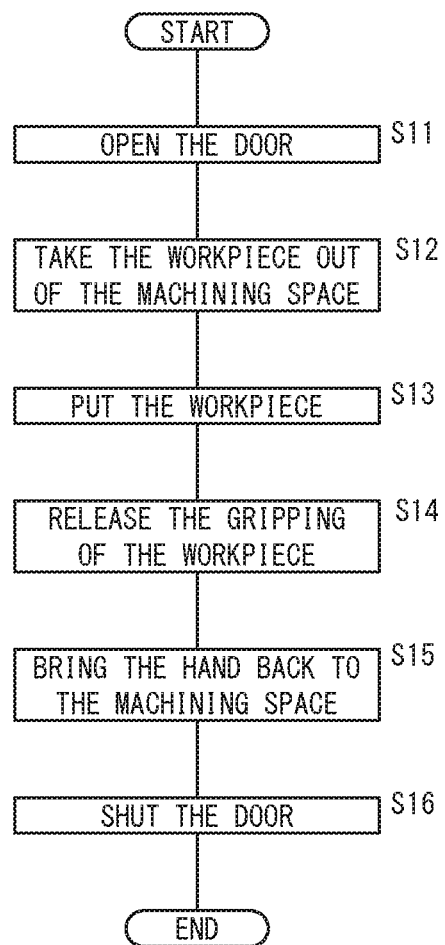 START
OPEN THE DOOR
S11
TAKE THE WORKPIECE OUT
OF THE MACHINING SPACE
S12
PUT THE WORKPIECE
S13
RELEASE THE GRIPPING
OF THE WORKPIECE
S14
BRING THE HAND BACK TO
THE MACHINING SPACE
S15
SHUT THE DOOR
S16
END